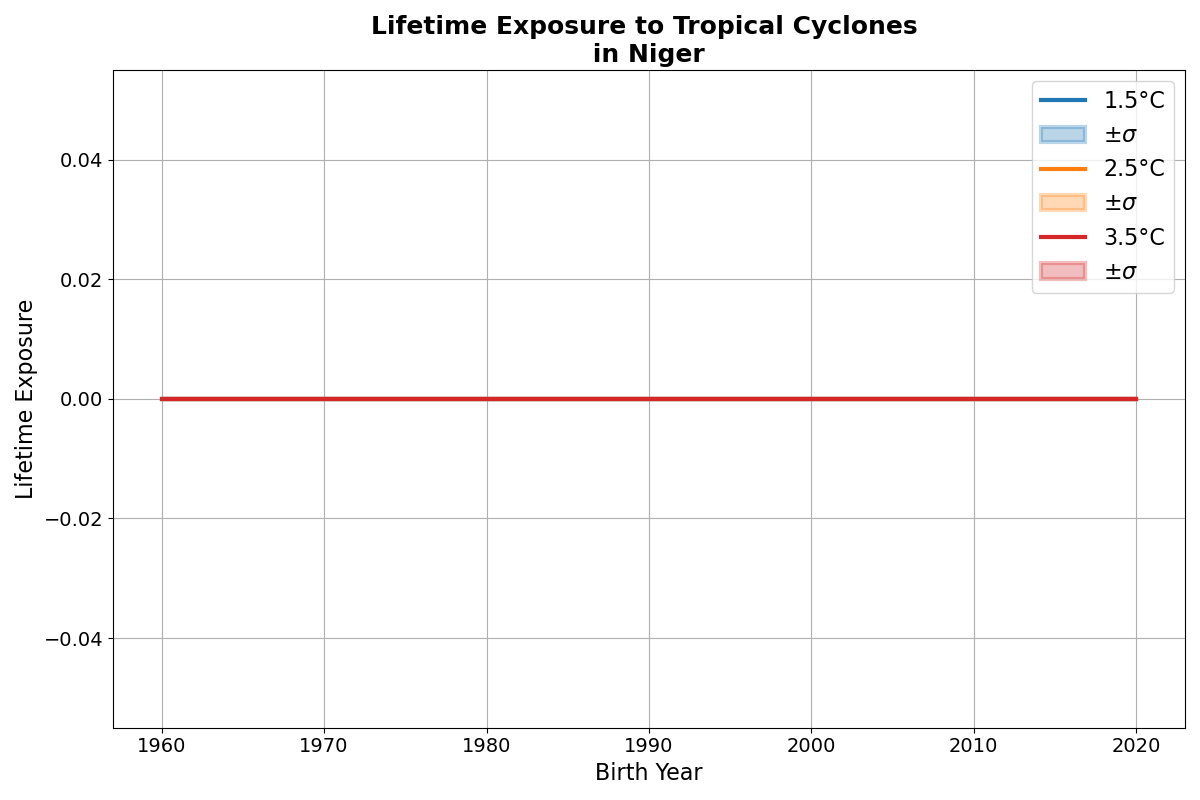 Lifetime Exposure to Tropical Cyclones
in Niger
1.5°C
±σ
2.5°C
±σ
3.5°C
±σ
Lifetime Exposure
0.04
0.02
0.00
−0.02
−0.04
1960 1970 1980 1990 2000 2010 2020
Birth Year